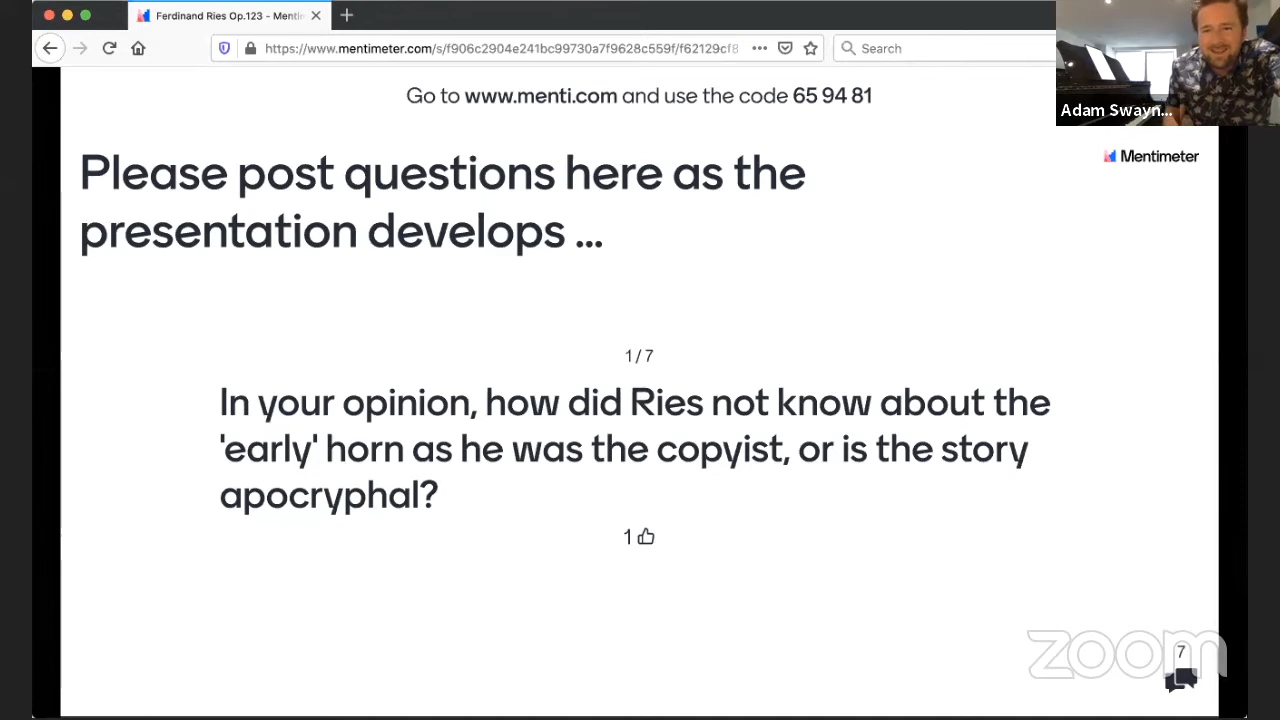 Ferdinand Ries Op.123 - Mentim
https://www.mentimeter.com/s/f906c2904e241bc99730a7f9628c559f/f62129cf8
Search
Adam Swayn...
Go to www.menti.com and use the code 65 94 81
Mentimeter
Please post questions here as the
presentation develops ...
1 / 7
In your opinion, how did Ries not know about the
'early' horn as he was the copyist, or is the story
apocryphal?
1
zoom
7